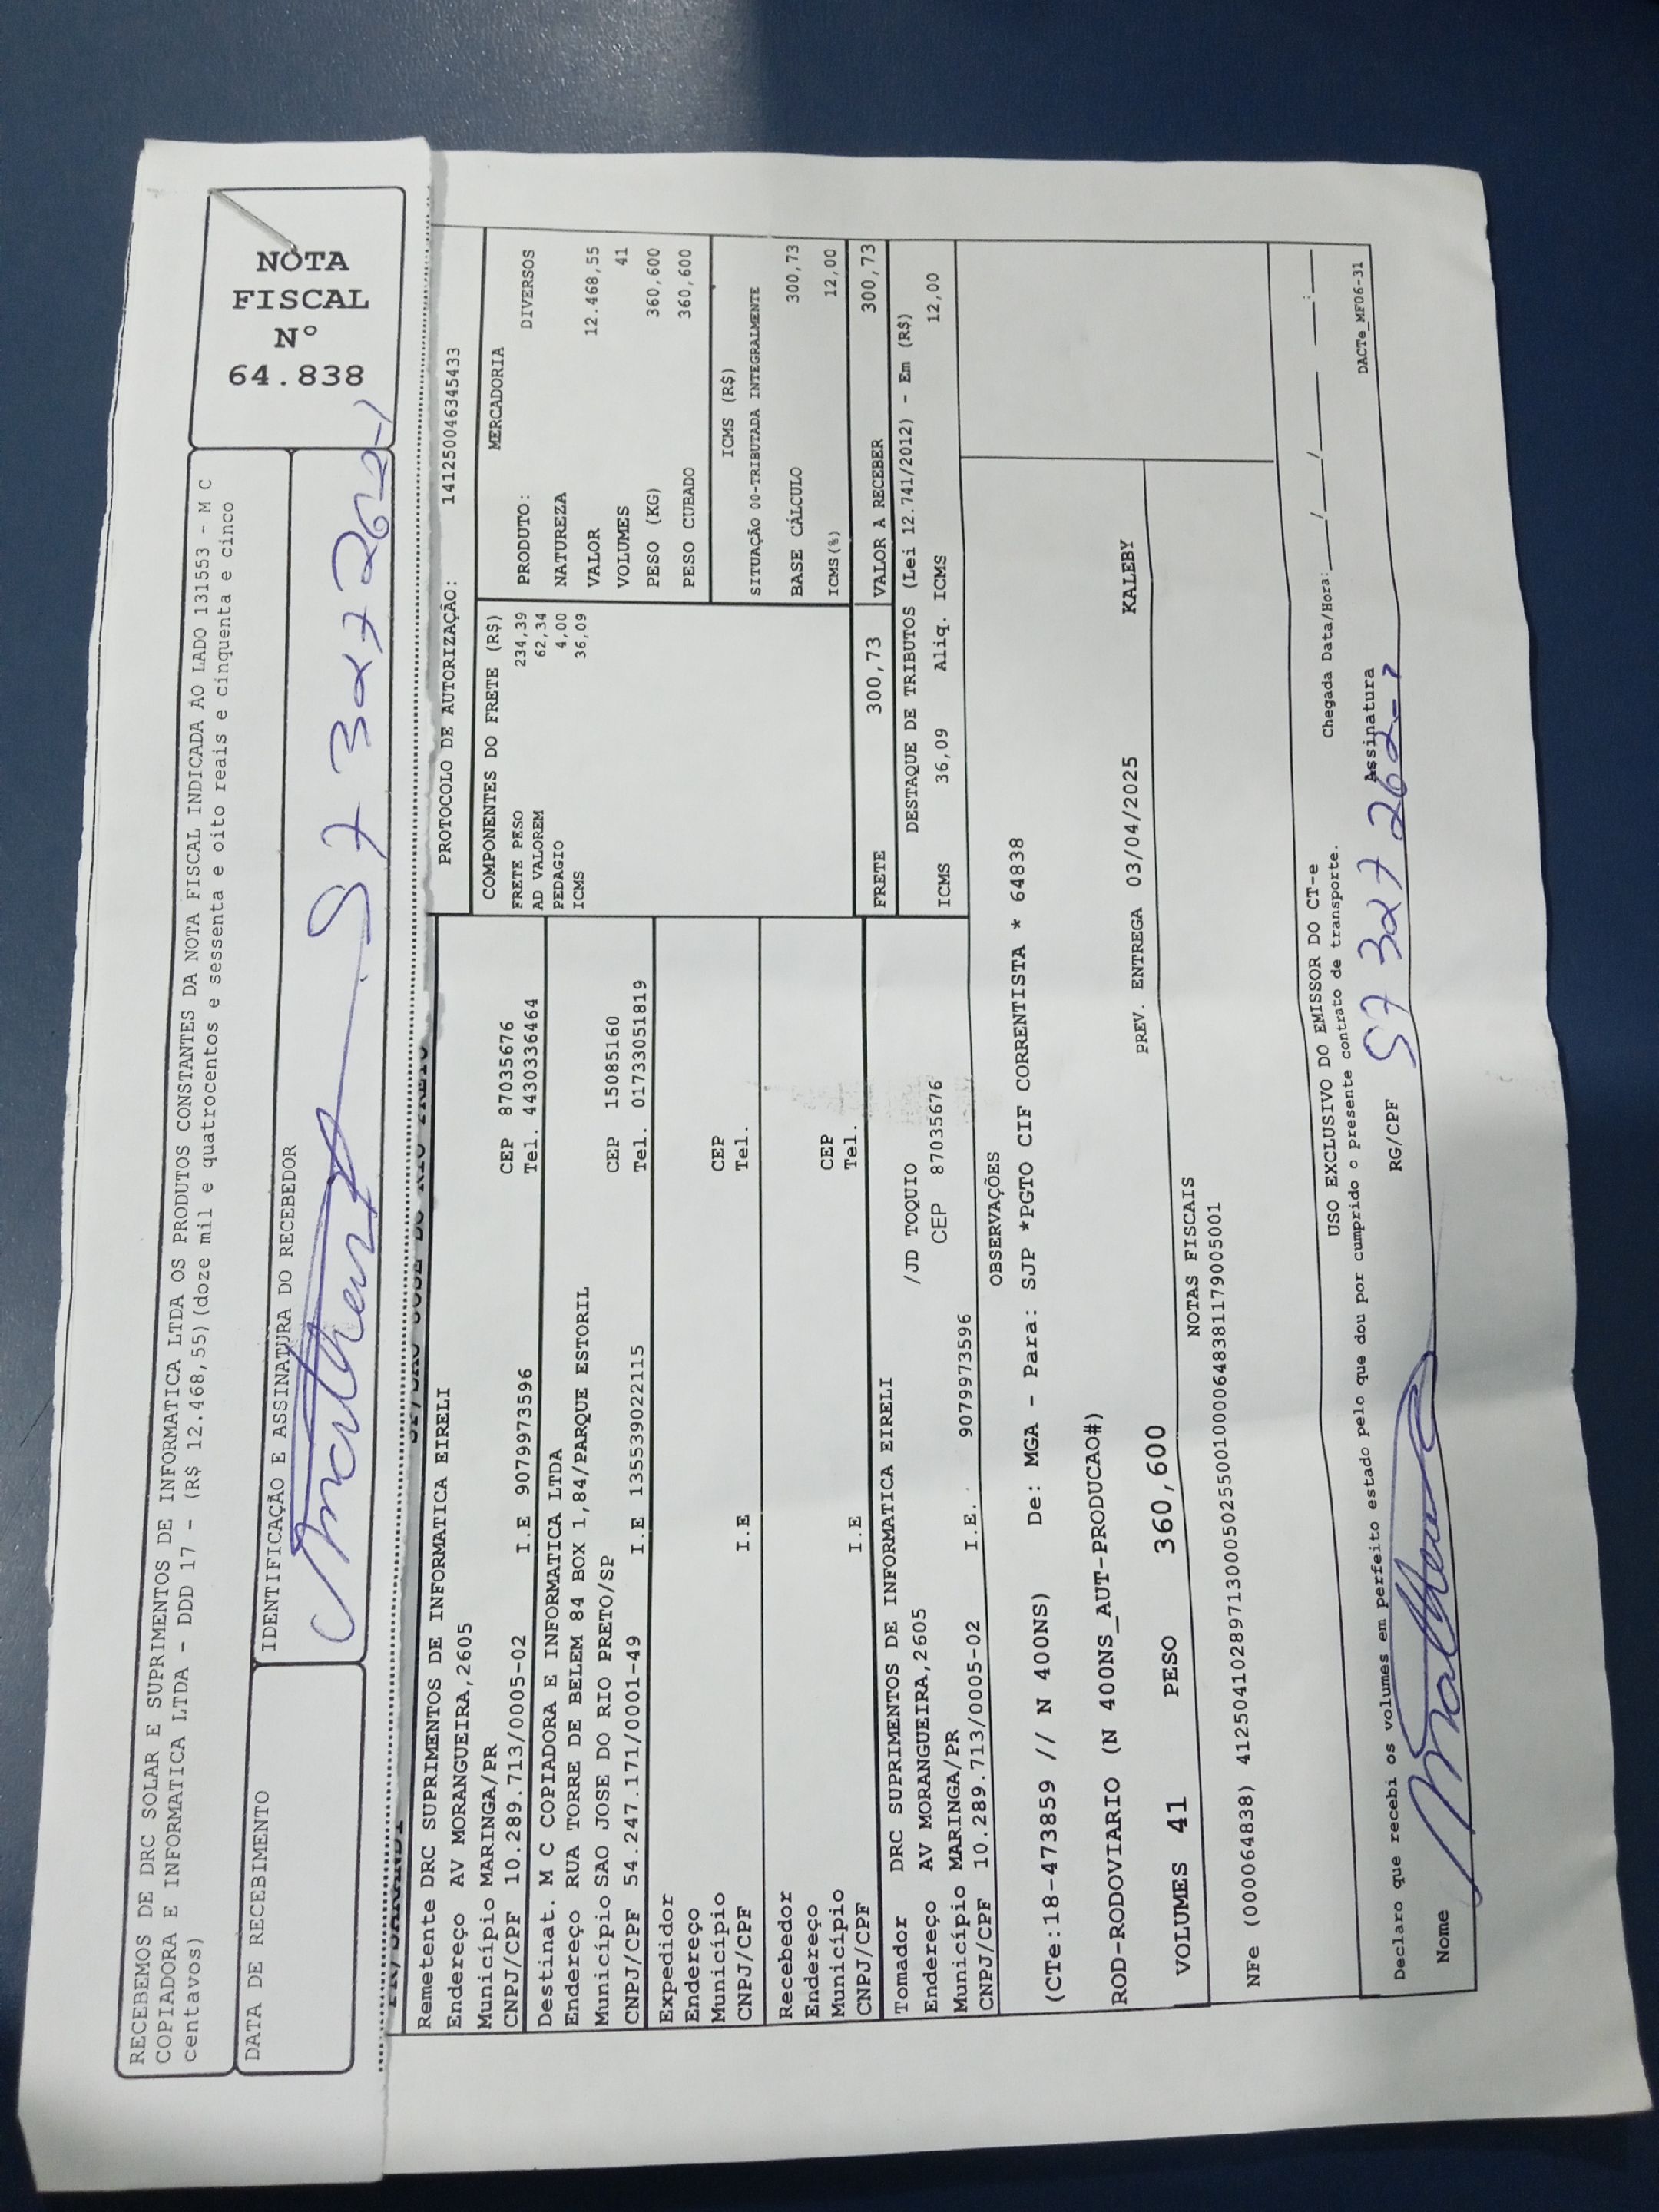 RECEBEMOS DE DRC SOLAR E SUPRIMENTOS DE INFORMATICA LTDA OS PRODUTOS CONSTANTES DA NOTA FISCAL INDICADA AO LADO 131553 - M C
COPIADORA E INFORMATICA LTDA - DDD 17 - (R$ 12.468,55)(doze mil e quatrocentos e sessenta e oito reais e cinquenta e cinco
centavos)
NOTA
FISCAL
Nº
64.838
DATA DE RECEBIMENTO
IDENTIFICAÇÃO E ASSINATURA DO RECEBEDOR
Matheus
PROTOCOLO DE AUTORIZAÇÃO: 141250046345433
Remetente DRC SUPRIMENTOS DE INFORMATICA EIRELI
Endereço AV MORANGUEIRA,2605
Município MARINGA/PR CEP 87035676
CNPJ/CPF 10.289.713/0005-02 I.E 9079973596 Tel. 4430336464
Destinat. M C COPIADORA E INFORMATICA LTDA
Endereço RUA TORRE DE BELEM 84 BOX 1,84/PARQUE ESTORIL
Município SAO JOSE DO RIO PRETO/SP CEP 15085160
CNPJ/CPF 54.247.171/0001-49 I.E 135539022115 Tel. 01733051819
Expedidor
Endereço
Município CEP
CNPJ/CPF I.E Tel.
Recebedor
Endereço
Município CEP
CNPJ/CPF I.E Tel.
Tomador DRC SUPRIMENTOS DE INFORMATICA EIRELI
Endereço AV MORANGUEIRA,2605 /JD TOQUIO
Município MARINGA/PR CEP 87035676
CNPJ/CPF 10.289.713/0005-02 I.E. 9079973596
COMPONENTES DO FRETE (R$)
FRETE PESO 234,39
AD VALOREM 62,34
PEDAGIO 4,00
ICMS 36,09
MERCADORIA
PRODUTO: DIVERSOS
NATUREZA
VALOR 12.468,55
VOLUMES 41
PESO (KG) 360,600
PESO CUBADO 360,600
ICMS (R$)
SITUAÇÃO 00-TRIBUTADA INTEGRALMENTE
BASE CÁLCULO 300,73
ICMS(%) 12,00
FRETE 300,73 VALOR A RECEBER 300,73
DESTAQUE DE TRIBUTOS (Lei 12.741/2012) - Em (R$)
ICMS 36,09 Aliq. ICMS 12,00
OBSERVAÇÕES
(CTe:18-473859 // N 400NS) De: MGA - Para: SJP *PGTO CIF CORRENTISTA * 64838
ROD-RODOVIARIO (N 400NS_AUT-PRODUCAO#) PREV. ENTREGA 03/04/2025 KALEBY
VOLUMES 41 PESO 360,600
NOTAS FISCAIS
NFe (000064838) 41250410289713000502550010000648381179005001
USO EXCLUSIVO DO EMISSOR DO CT-e
Declaro que recebi os volumes em perfeito estado pelo que dou por cumprido o presente contrato de transporte.
Chegada Data/Hora:____/____/____ ____:____
Nome Matheus RG/CPF Assinatura
DACTe_MF06-31